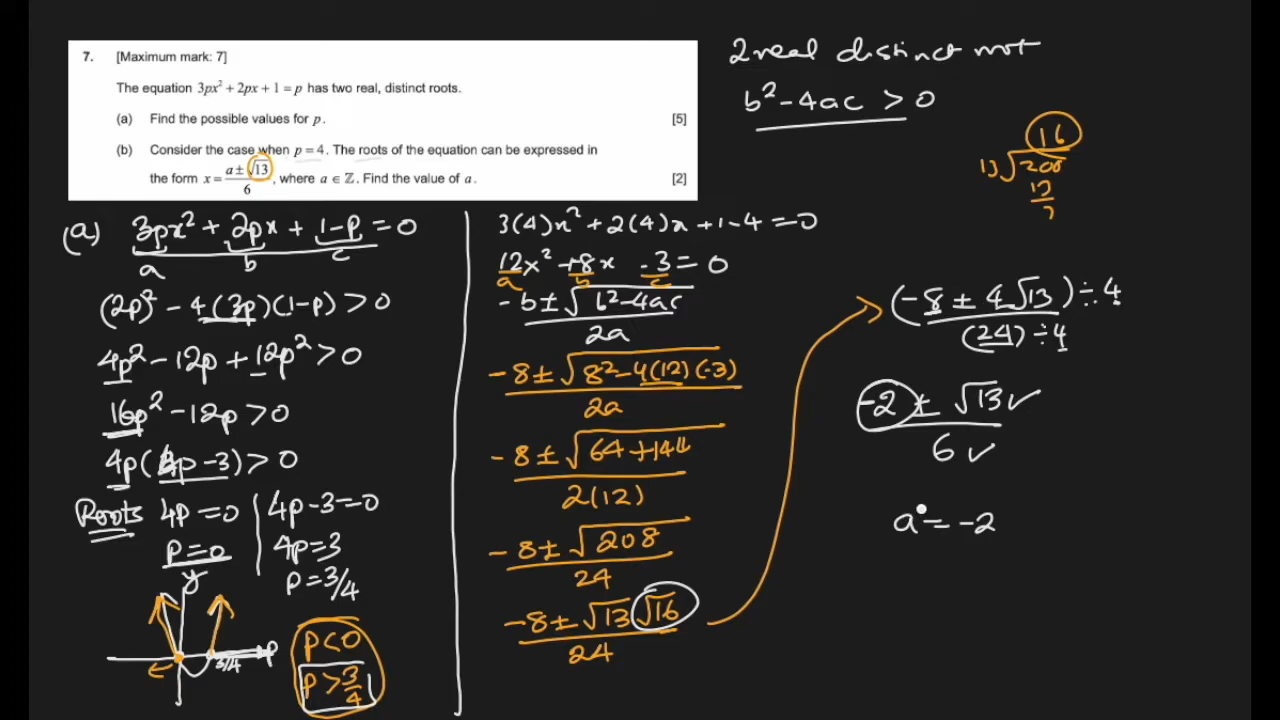 7. [Maximum mark: 7]
The equation 3px² + 2px + 1 = p has two real, distinct roots.
(a) Find the possible values for p. [5]
(b) Consider the case when p = 4. The roots of the equation can be expressed in
the form x = (a ± √13)/6, where a ∈ ℤ. Find the value of a. [2]
2 real distinct root
b² - 4ac > 0
16
13 √208
13
7
(a) 3px² + 2px + 1-p = 0
a b c
(2p)² - 4(3p)(1-p) > 0
4p² - 12p + 12p² > 0
16p² - 12p > 0
4p(4p - 3) > 0
Roots 4p = 0 | 4p - 3 = 0
p = 0 | 4p = 3
p = 3/4
y
p
3/4
p < 0
p > 3/4
3(4)x² + 2(4)x + 1 - 4 = 0
12x² + 8x - 3 = 0
a b c
(-b ± √(b² - 4ac))/2a
(-8 ± √(8² - 4(12)(-3)))/2a
(-8 ± √(64 + 144))/2(12)
(-8 ± √208)/24
(-8 ± √13 √16)/24
(-8 ± 4√13) ÷ 4
(24) ÷ 4
(-2 ± √13 ✓)/6 ✓
a = -2